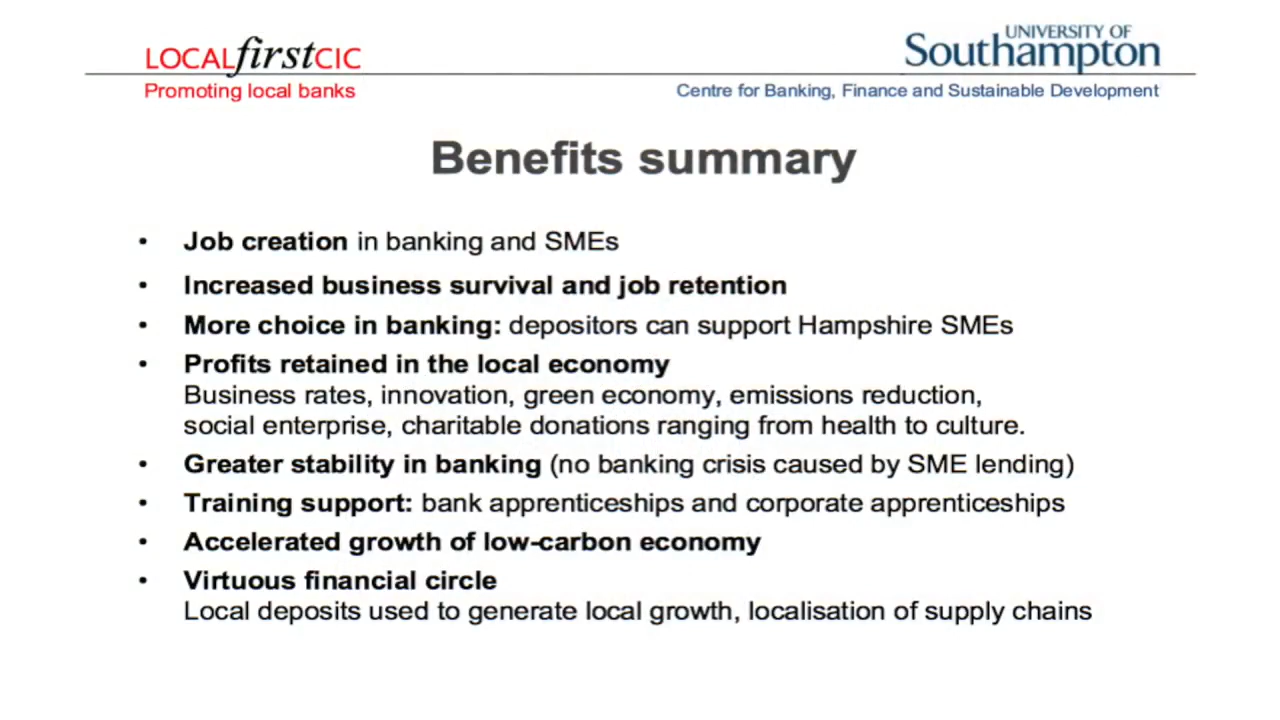 LOCALfirstCIC
Promoting local banks
UNIVERSITY OF
Southampton
Centre for Banking, Finance and Sustainable Development
Benefits summary
• Job creation in banking and SMEs
• Increased business survival and job retention
• More choice in banking: depositors can support Hampshire SMEs
• Profits retained in the local economy
Business rates, innovation, green economy, emissions reduction,
social enterprise, charitable donations ranging from health to culture.
• Greater stability in banking (no banking crisis caused by SME lending)
• Training support: bank apprenticeships and corporate apprenticeships
• Accelerated growth of low-carbon economy
• Virtuous financial circle
Local deposits used to generate local growth, localisation of supply chains